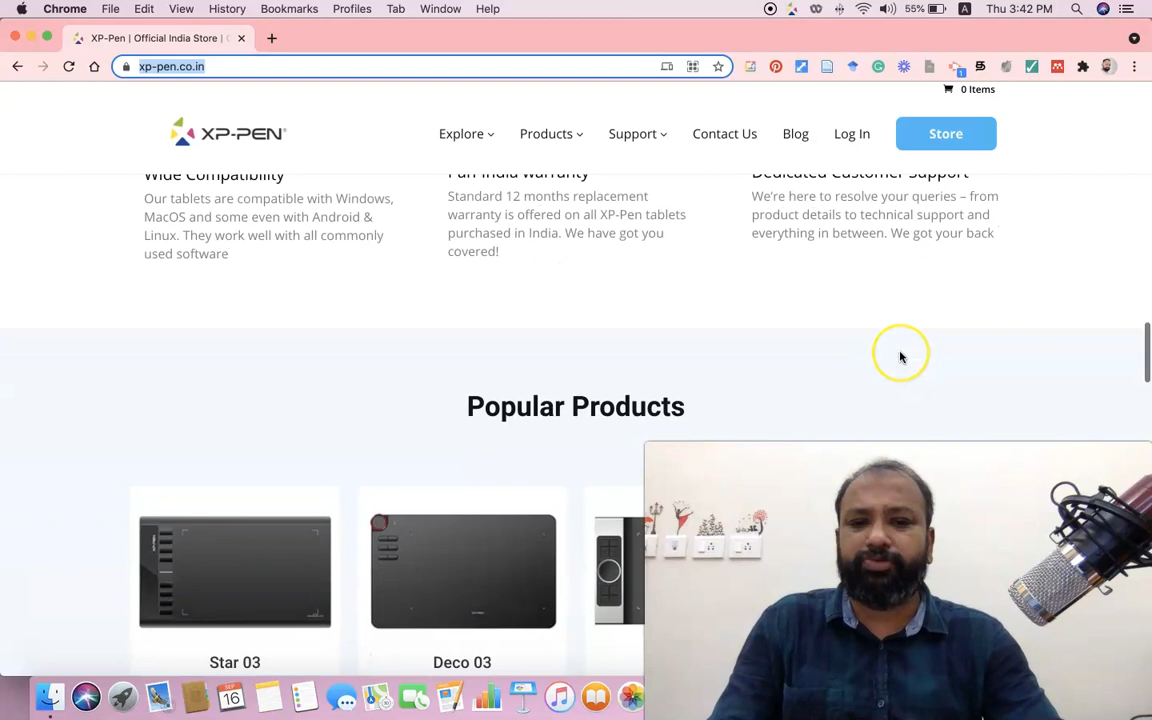 Chrome File Edit View History Bookmarks Profiles Tab Window Help 55% A Thu 3:42 PM
XP-Pen | Official India Store |
xp-pen.co.in
1
0 Items
XP-PEN Explore Products Support Contact Us Blog Log In Store
Wide Compatibility
Pan India warranty
Dedicated Customer Support
Our tablets are compatible with Windows,
MacOS and some even with Android &
Linux. They work well with all commonly
used software
Standard 12 months replacement
warranty is offered on all XP-Pen tablets
purchased in India. We have got you
covered!
We're here to resolve your queries – from
product details to technical support and
everything in between. We got your back
Popular Products
Star 03
Deco 03
SEP
16